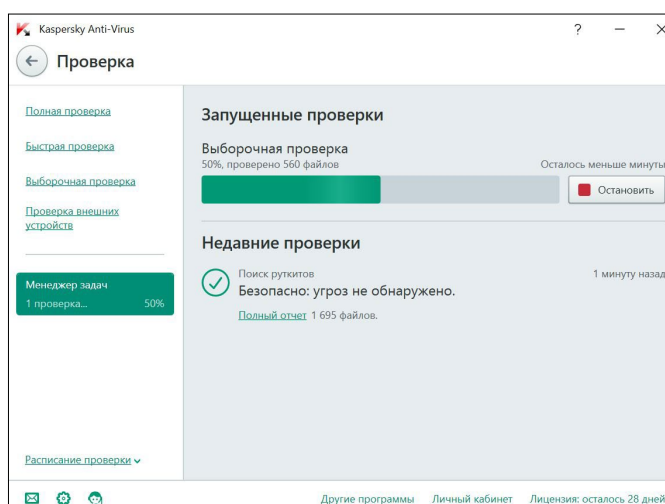 Kaspersky Anti-Virus
?
Проверка
Полная проверка
Быстрая проверка
Выборочная проверка
Проверка внешних
устройств
Менеджер задач
1 проверка... 50%
Расписание проверки
Запущенные проверки
Выборочная проверка
50%, проверено 560 файлов Осталось меньше минуты
Остановить
Недавние проверки
Поиск руткитов 1 минуту назад
Безопасно: угроз не обнаружено.
Полный отчет 1 695 файлов.
Другие программы Личный кабинет Лицензия: осталось 28 дней